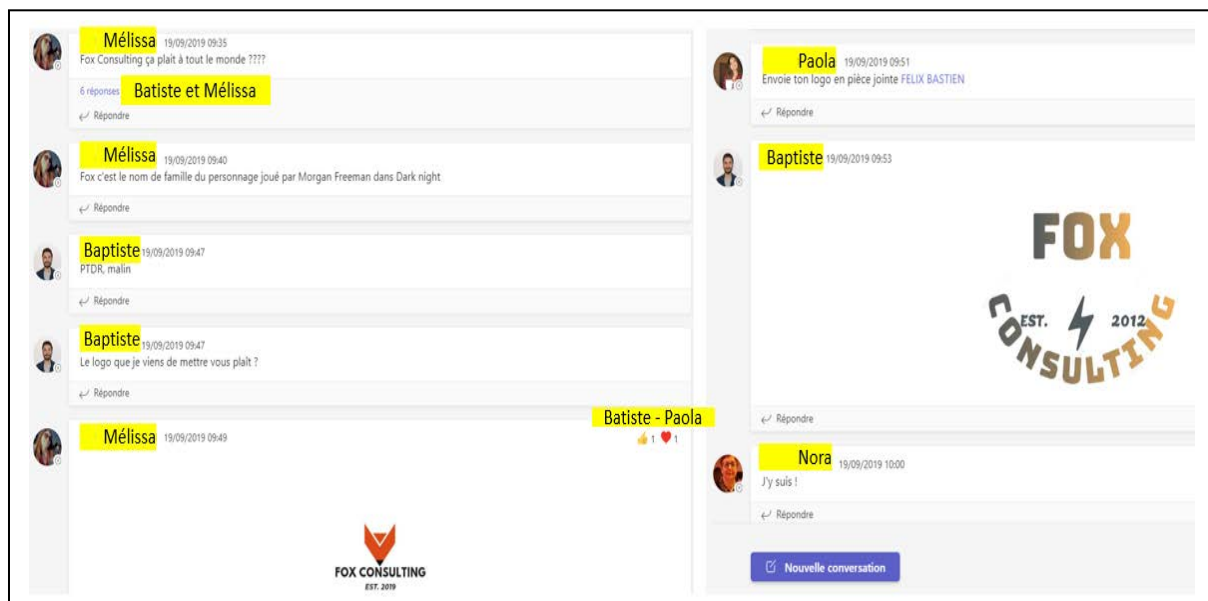 Mélissa 19/09/2019 09:35
Fox Consulting ça plait à tout le monde ????
6 réponses Batiste et Mélissa
Répondre
Mélissa 19/09/2019 09:40
Fox c'est le nom de famille du personnage joué par Morgan Freeman dans Dark night
Répondre
Baptiste 19/09/2019 09:47
PTDR, malin
Répondre
Baptiste 19/09/2019 09:47
Le logo que je viens de mettre vous plaît ?
Répondre
Batiste - Paola
Mélissa 19/09/2019 09:49
1 1
FOX CONSULTING
EST. 2019
Paola 19/09/2019 09:51
Envoie ton logo en pièce jointe FELIX BASTIEN
Répondre
Baptiste 19/09/2019 09:53
FOX
EST. 2012
CONSULTING
Répondre
Nora 19/09/2019 10:00
J'y suis !
Répondre
Nouvelle conversation